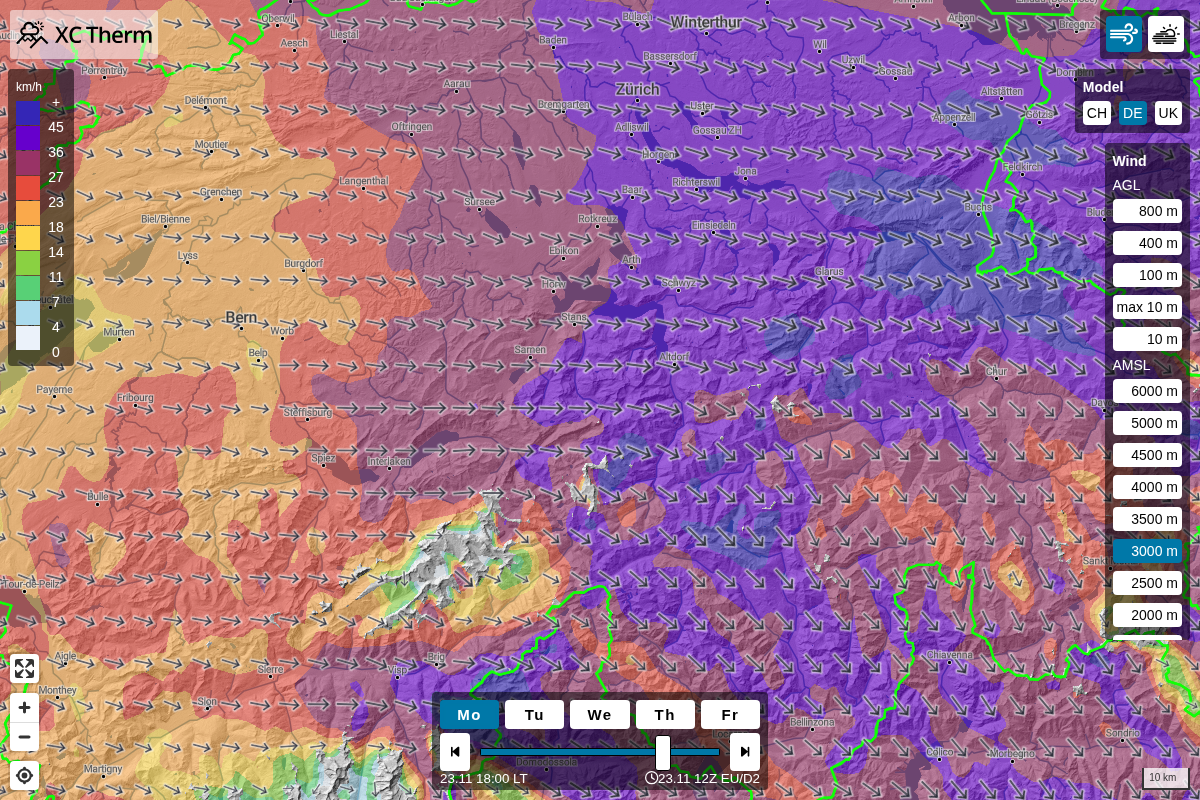 XC Therm
km/h
+
45
36
27
23
18
14
11
7
4
0
Model
CH DE UK
Wind
AGL
800 m
400 m
100 m
max 10 m
10 m
AMSL
6000 m
5000 m
4500 m
4000 m
3500 m
3000 m
2500 m
2000 m
Oberwil
Bülach
Winterthur
Arbon
Bregenz
Aesch
Liestal
Baden
Wil
Bassersdorf
Uzwil
Gossau
Porrentruy
Aarau
Zürich
Altstätten
Delémont
Bremgarten
Uster
Appenzell
Götzis
Oftringen
Adliswil
Gossau ZH
Moutier
Horgen
Feldkirch
Langenthal
Richterswil
Jona
Grenchen
Baar
Sursee
Buchs
Biel/Bienne
Rotkreuz
Einsiedeln
Lyss
Burgdorf
Ebikon
Arth
Glarus
Horw
Schwyz
Bern
Stans
Murten
Worb
Belp
Sarnen
Altdorf
Payerne
Fribourg
Chur
Steffisburg
Spiez
Interlaken
Bulle
La Tour-de-Peilz
Aigle
Sierre
Visp
Brig
Chiavenna
Monthey
Sion
Bellinzona
Sondrio
Martigny
Domodossola
Colico
Morbegno
Mo Tu We Th Fr
23.11 18:00 LT
23.11 12Z EU/D2
10 km